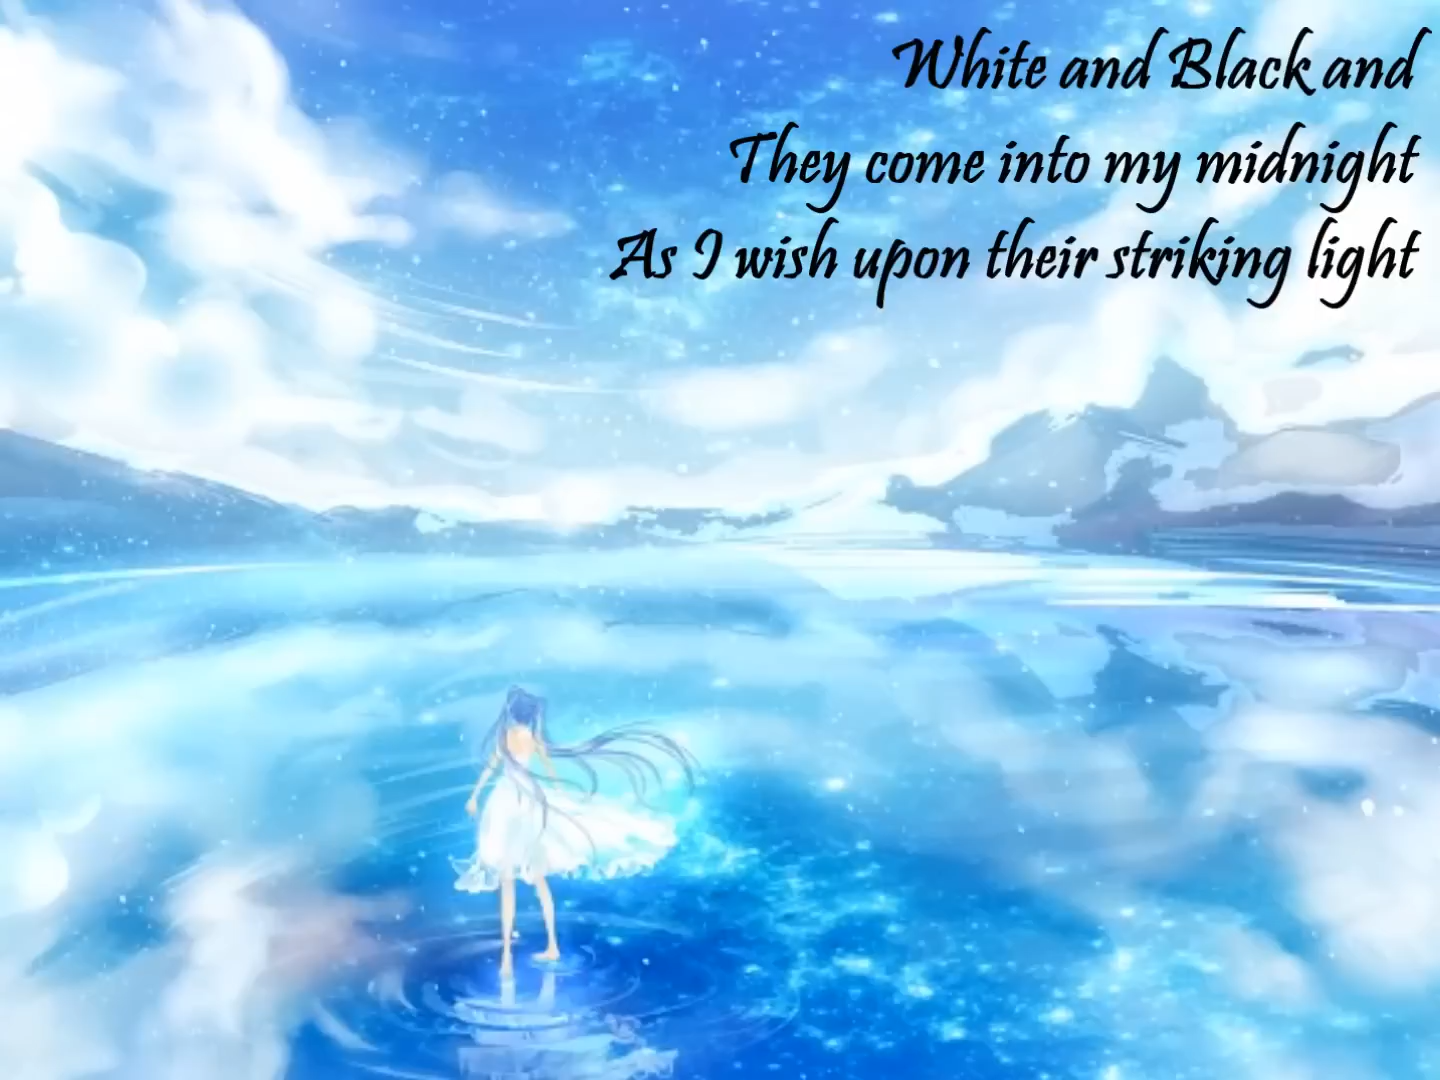 White and Black and
They come into my midnight
As I wish upon their striking light